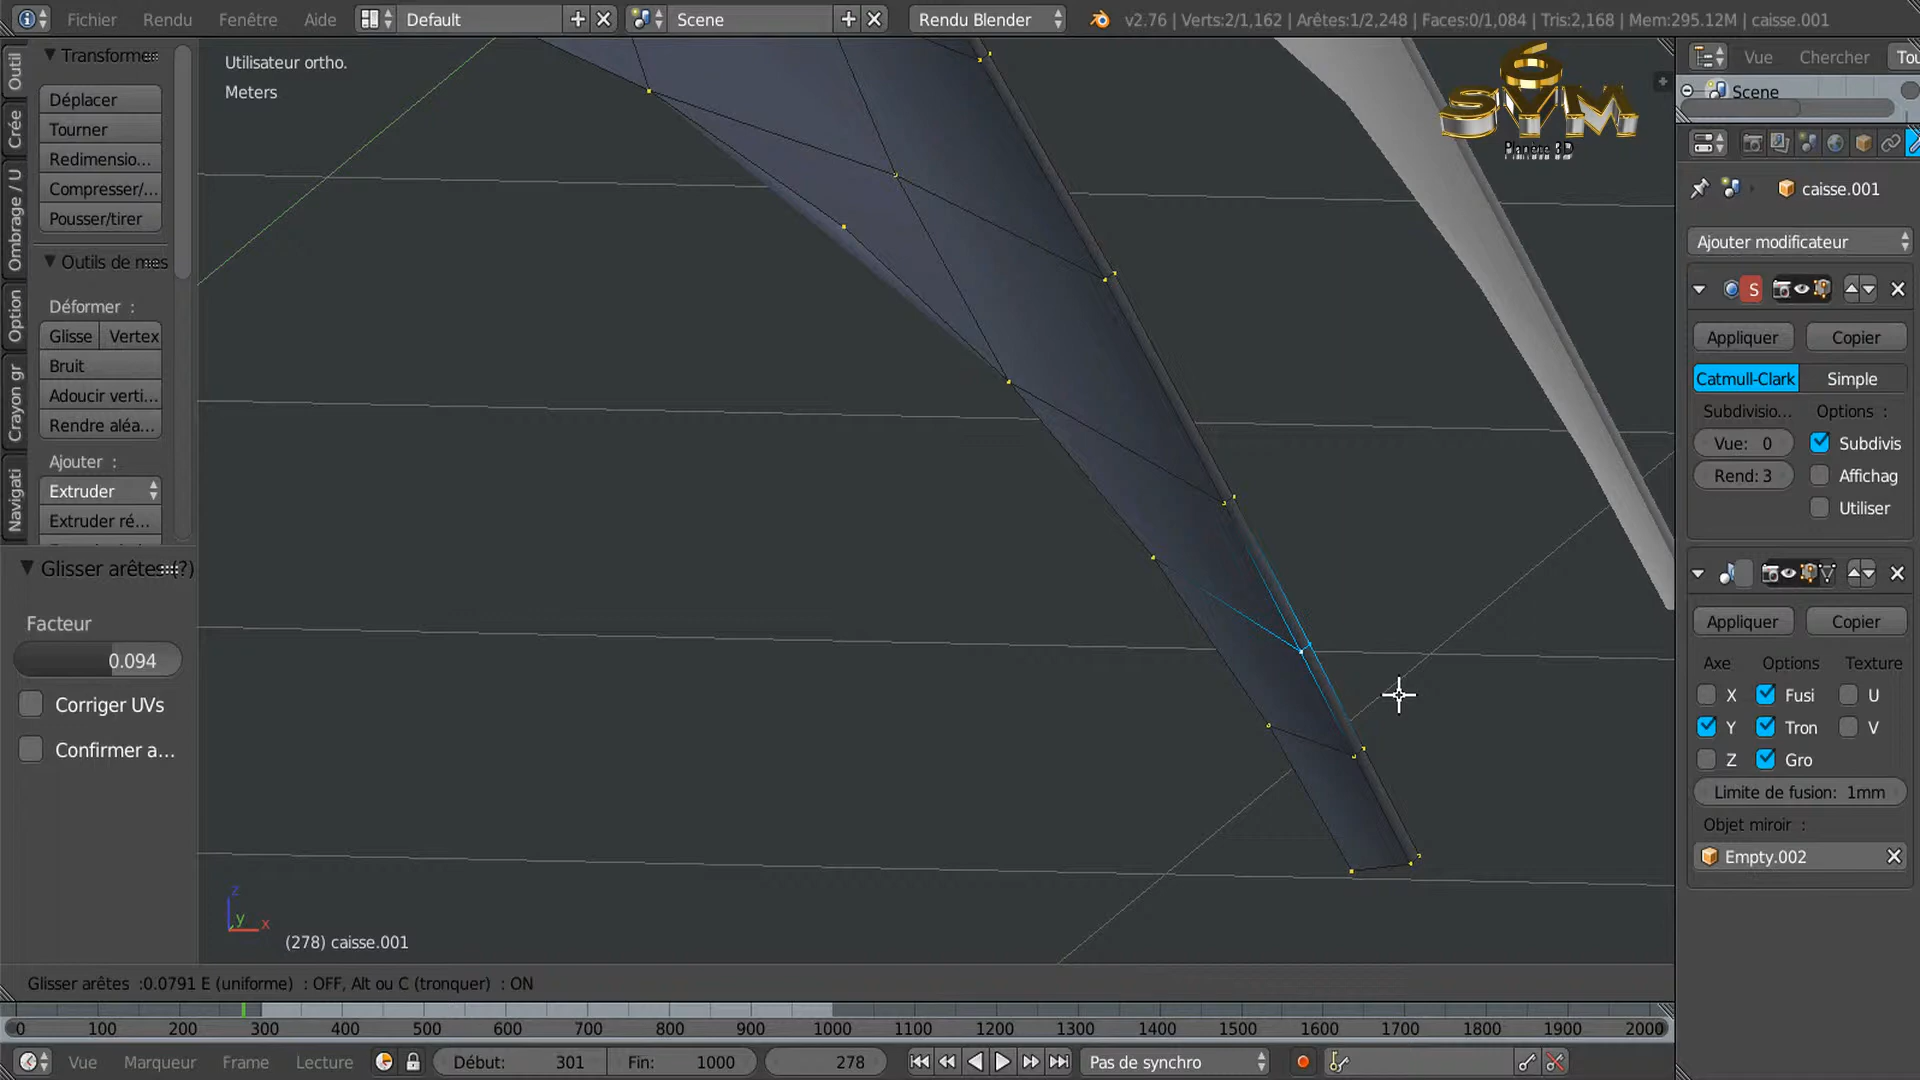 Fichier Rendu Fenêtre Aide Default Scene Rendu Blender v2.76 | Verts:2/1,162 | Arêtes:1/2,248 | Faces:0/1,084 | Tris:2,168 | Mem:295.12M | caisse.001
Outil
Crée
Ombrage / U
Option
Crayon gr
Navigati
Transforme
Déplacer
Tourner
Redimensio...
Compresser/...
Pousser/tirer
Outils de mes
Déformer :
Glisse Vertex
Bruit
Adoucir verti...
Rendre aléa...
Ajouter :
Extruder
Extruder ré...
Glisser arêtes (?)
Facteur
0.094
Corriger UVs
Confirmer a...
Utilisateur ortho.
Meters
6
SYM
z
y
x
(278) caisse.001
Vue Chercher Tou
Scene
caisse.001
Ajouter modificateur
S
Appliquer Copier
Catmull-Clark Simple
Subdivisio... Options :
Vue: 0 Subdivis
Rend: 3 Affichag
Utiliser
Appliquer Copier
Axe Options Texture
X Fusi U
Y Tron V
Z Gro
Limite de fusion: 1mm
Objet miroir :
Empty.002
Glisser arêtes :0.0791 E (uniforme) : OFF, Alt ou C (tronquer) : ON
0 100 200 300 400 500 600 700 800 900 1000 1100 1200 1300 1400 1500 1600 1700 1800 1900 2000
Vue Marqueur Frame Lecture Début: 301 Fin: 1000 278 Pas de synchro